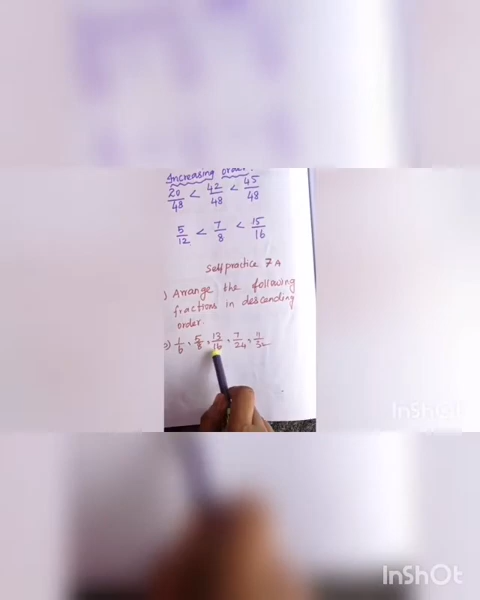 Increasing order.
20/48 < 42/48 < 45/48
5/12 < 7/8 < 15/16
Self practice 7A
) Arrange the following
fractions in descending
order.
) 1/6, 5/8, 13/16, 7/24, 11/32
InShOt
InShOt